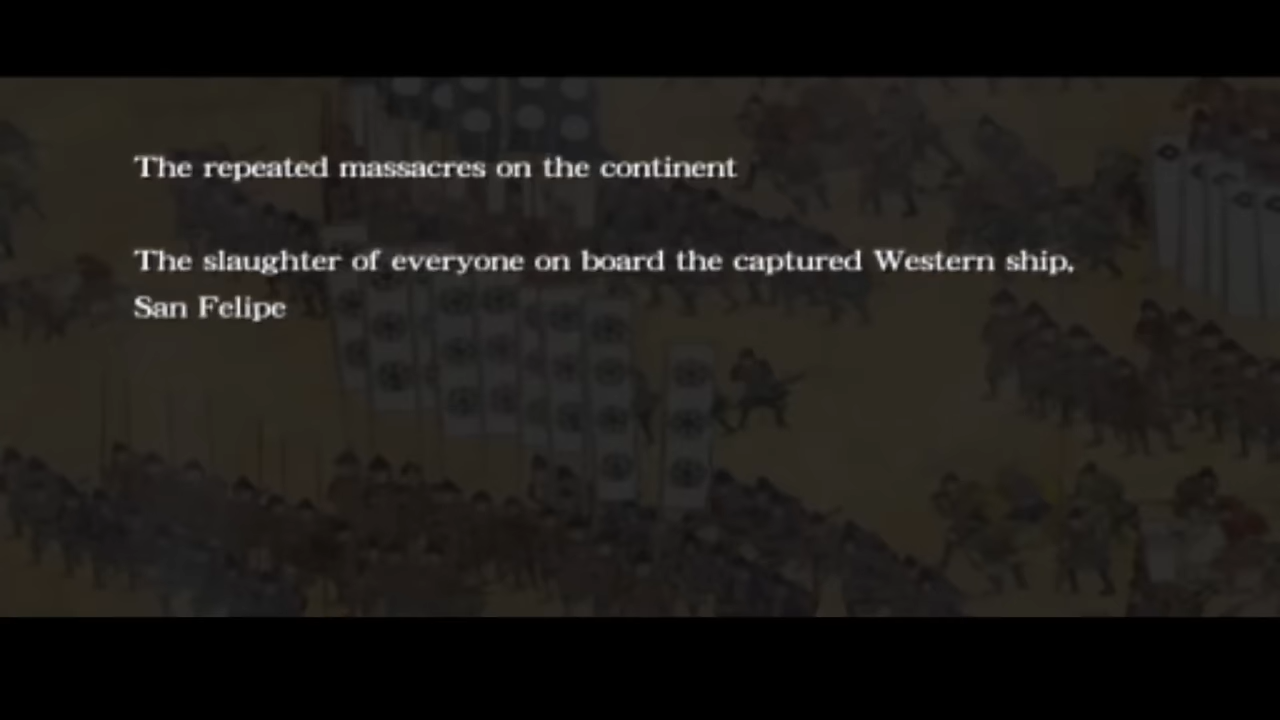 The repeated massacres on the continent
The slaughter of everyone on board the captured Western ship,
San Felipe